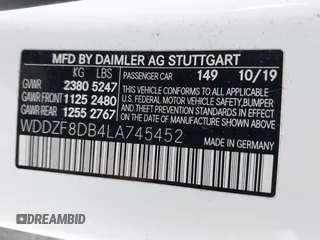 MFD BY DAIMLER AG STUTTGART
KG LBS PASSENGER CAR 149 10/19
GVWR 2380 5247
GAWR FRONT 1125 2480
GAWR REAR 1255 2767
THIS VEHICLE CONFORMS TO ALL APPLICABLE
U.S. FEDERAL MOTOR VEHICLE SAFETY, BUMPER,
AND THEFT PREVENTION STANDARDS IN EFFECT
ON THE DATE OF MANUFACTURE SHOWN ABOVE.
WDDZF8DB4LA745452
MADE IN GERMANY
DREAMBID